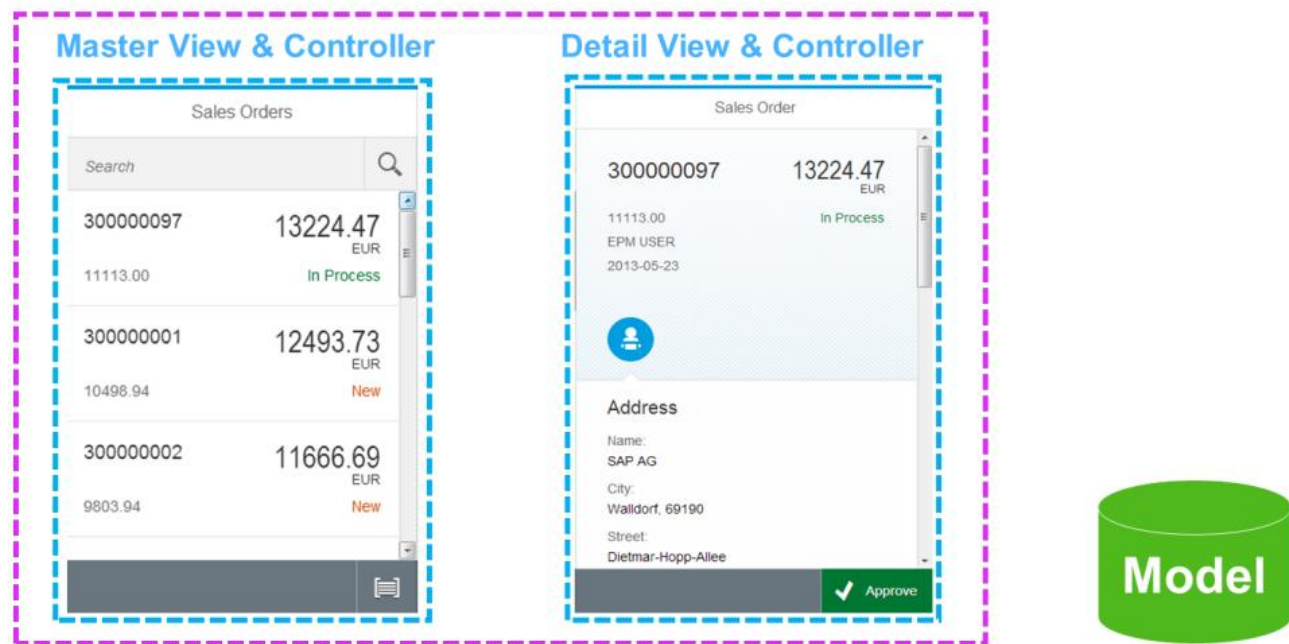 Master View & Controller
Sales Orders
Search
300000097 13224.47
EUR
11113.00 In Process
300000001 12493.73
EUR
10498.94 New
300000002 11666.69
EUR
9803.94 New
Detail View & Controller
Sales Order
300000097 13224.47
EUR
11113.00 In Process
EPM USER
2013-05-23
Address
Name:
SAP AG
City:
Walldorf, 69190
Street:
Dietmar-Hopp-Allee
Approve
Model